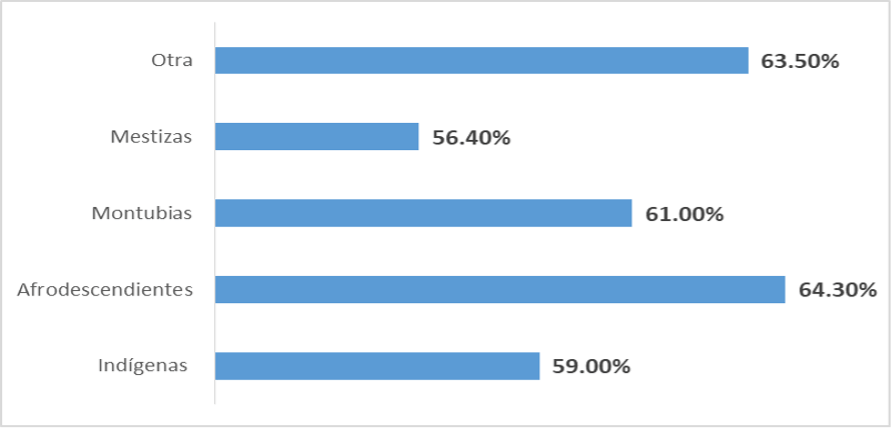 Otra 63.50%
Mestizas 56.40%
Montubias 61.00%
Afrodescendientes 64.30%
Indígenas 59.00%